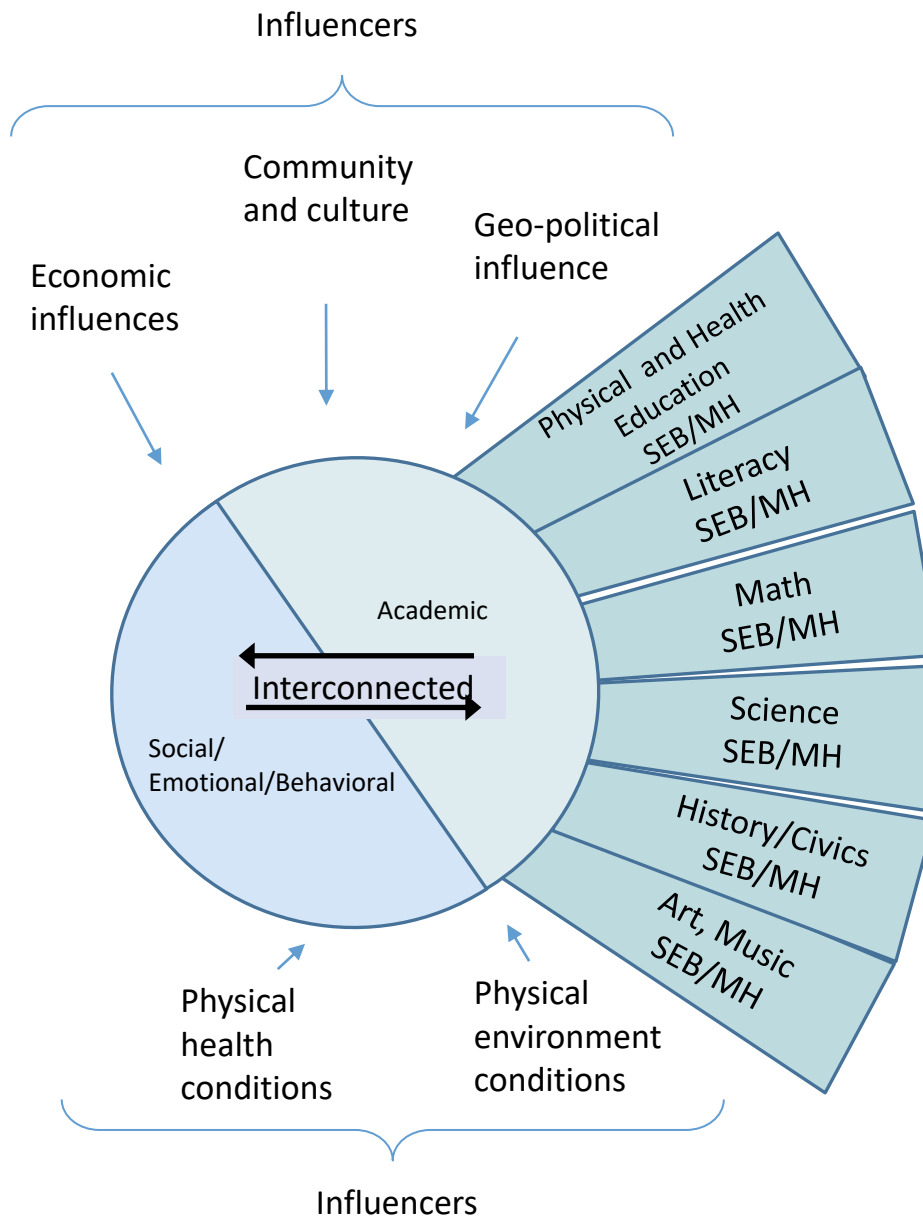 Influencers
Community
and culture
Geo-political
influence
Economic
influences
Physical and Health
Education
SEB/MH
Literacy
SEB/MH
Math
SEB/MH
Science
SEB/MH
History/Civics
SEB/MH
Art, Music
SEB/MH
Academic
Interconnected
Social/
Emotional/Behavioral
Physical
health
conditions
Physical
environment
conditions
Influencers